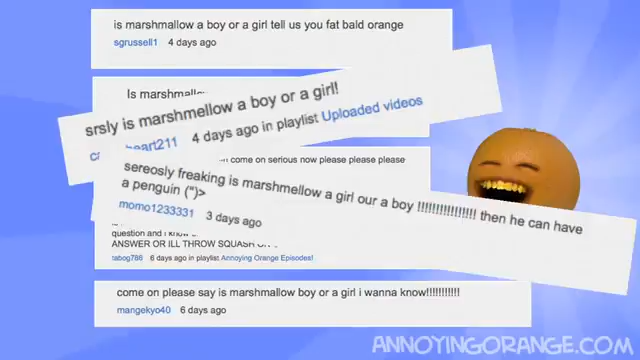 is marshmallow a boy or a girl tell us you fat bald orange
sgrussell1 4 days ago
Is
srsly is marshmellow a boy or a girl!
4 days ago in playlist Uploaded videos
come on serious now please please please
sereosly freaking is marshmellow a girl our a boy !!!!!!!!!!!!!!!! then he can have
a penguin (")>
momo1233331 3 days ago
question and i
ANSWER OR ILL THROW SQUASH
6 days ago in playlist Annoying Orange Episodes!
come on please say is marshmallow boy or a girl i wanna know!!!!!!!!!!!
mangekyo40 6 days ago
ANNOYINGORANGE.COM